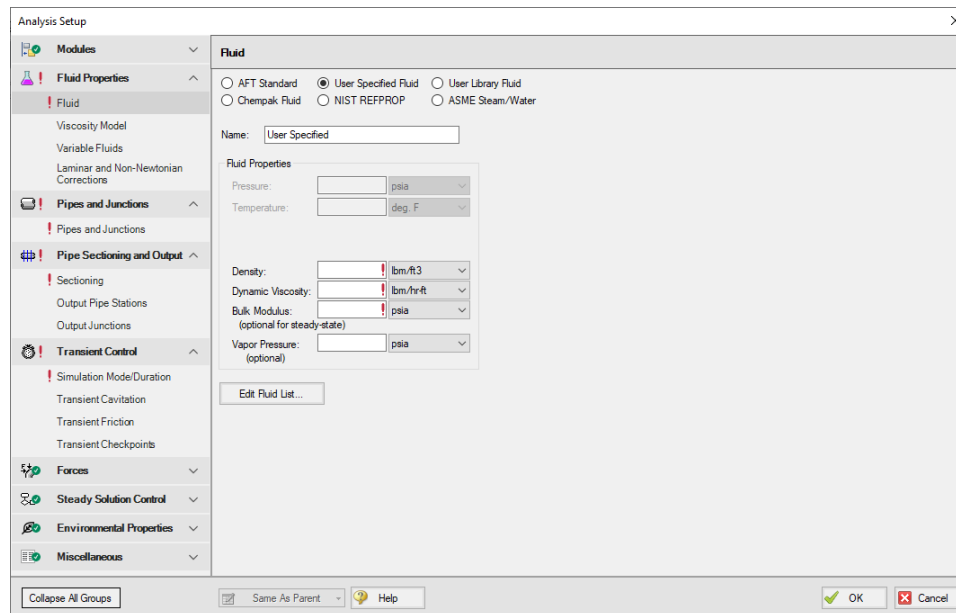 Analysis Setup
Modules
Fluid Properties
Fluid
Viscosity Model
Variable Fluids
Laminar and Non-Newtonian
Corrections
Pipes and Junctions
Pipes and Junctions
Pipe Sectioning and Output
Sectioning
Output Pipe Stations
Output Junctions
Transient Control
Simulation Mode/Duration
Transient Cavitation
Transient Friction
Transient Checkpoints
Forces
Steady Solution Control
Environmental Properties
Miscellaneous
Collapse All Groups
Fluid
AFT Standard User Specified Fluid User Library Fluid
Chempak Fluid NIST REFPROP ASME Steam/Water
Name: User Specified
Fluid Properties
Pressure: psia
Temperature: deg. F
Density: ! lbm/ft3
Dynamic Viscosity: ! lbm/hr-ft
Bulk Modulus: ! psia
(optional for steady-state)
Vapor Pressure: psia
(optional)
Edit Fluid List...
Same As Parent Help OK Cancel